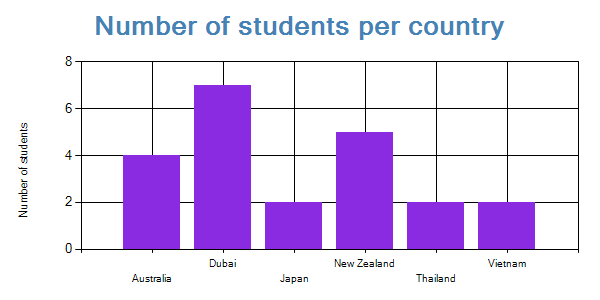 Number of students per country
Number of students
8
6
4
2
0
Dubai
New Zealand
Vietnam
Australia
Japan
Thailand